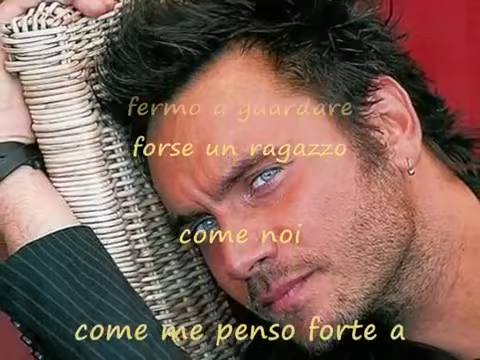 fermo a guardare
forse un ragazzo
come noi
come me penso forte a